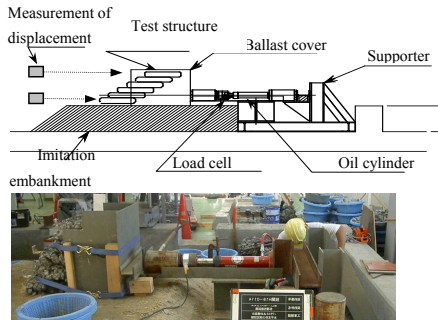 Measurement of
displacement
Test structure
Ballast cover
Supporter
Imitation
embankment
Load cell
Oil cylinder